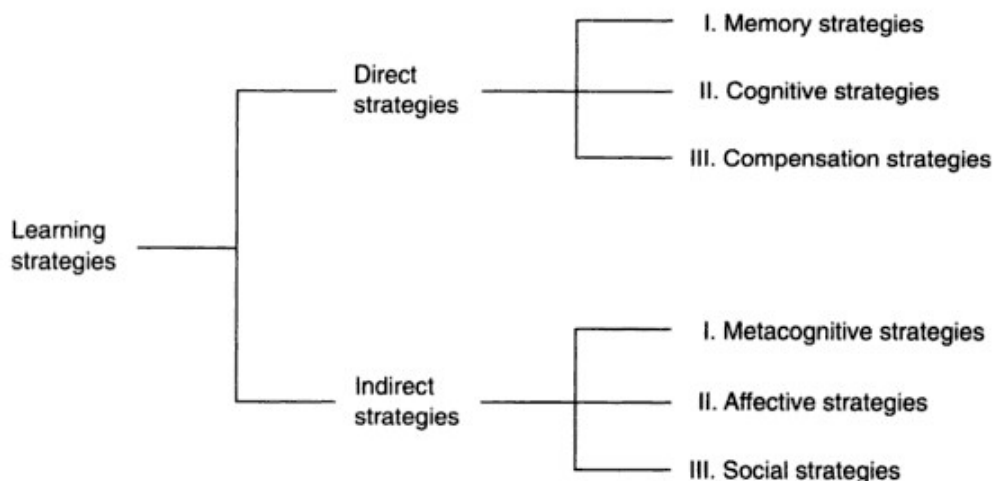 I. Memory strategies
Direct
strategies
II. Cognitive strategies
III. Compensation strategies
Learning
strategies
I. Metacognitive strategies
Indirect
strategies
II. Affective strategies
III. Social strategies